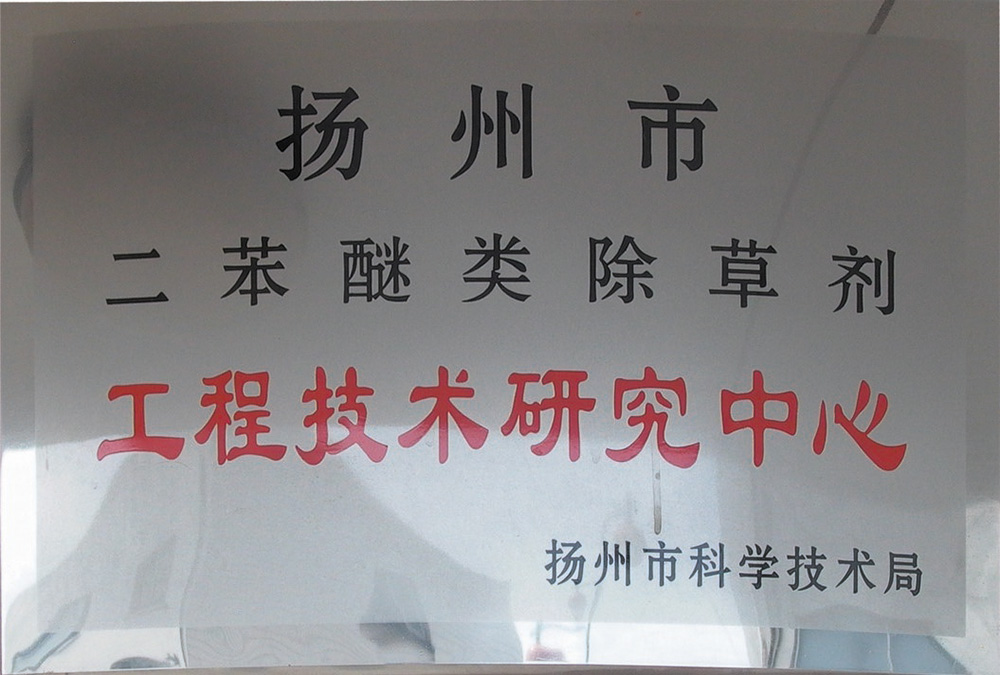 扬州市
二苯醚类除草剂
工程技术研究中心
扬州市科学技术局